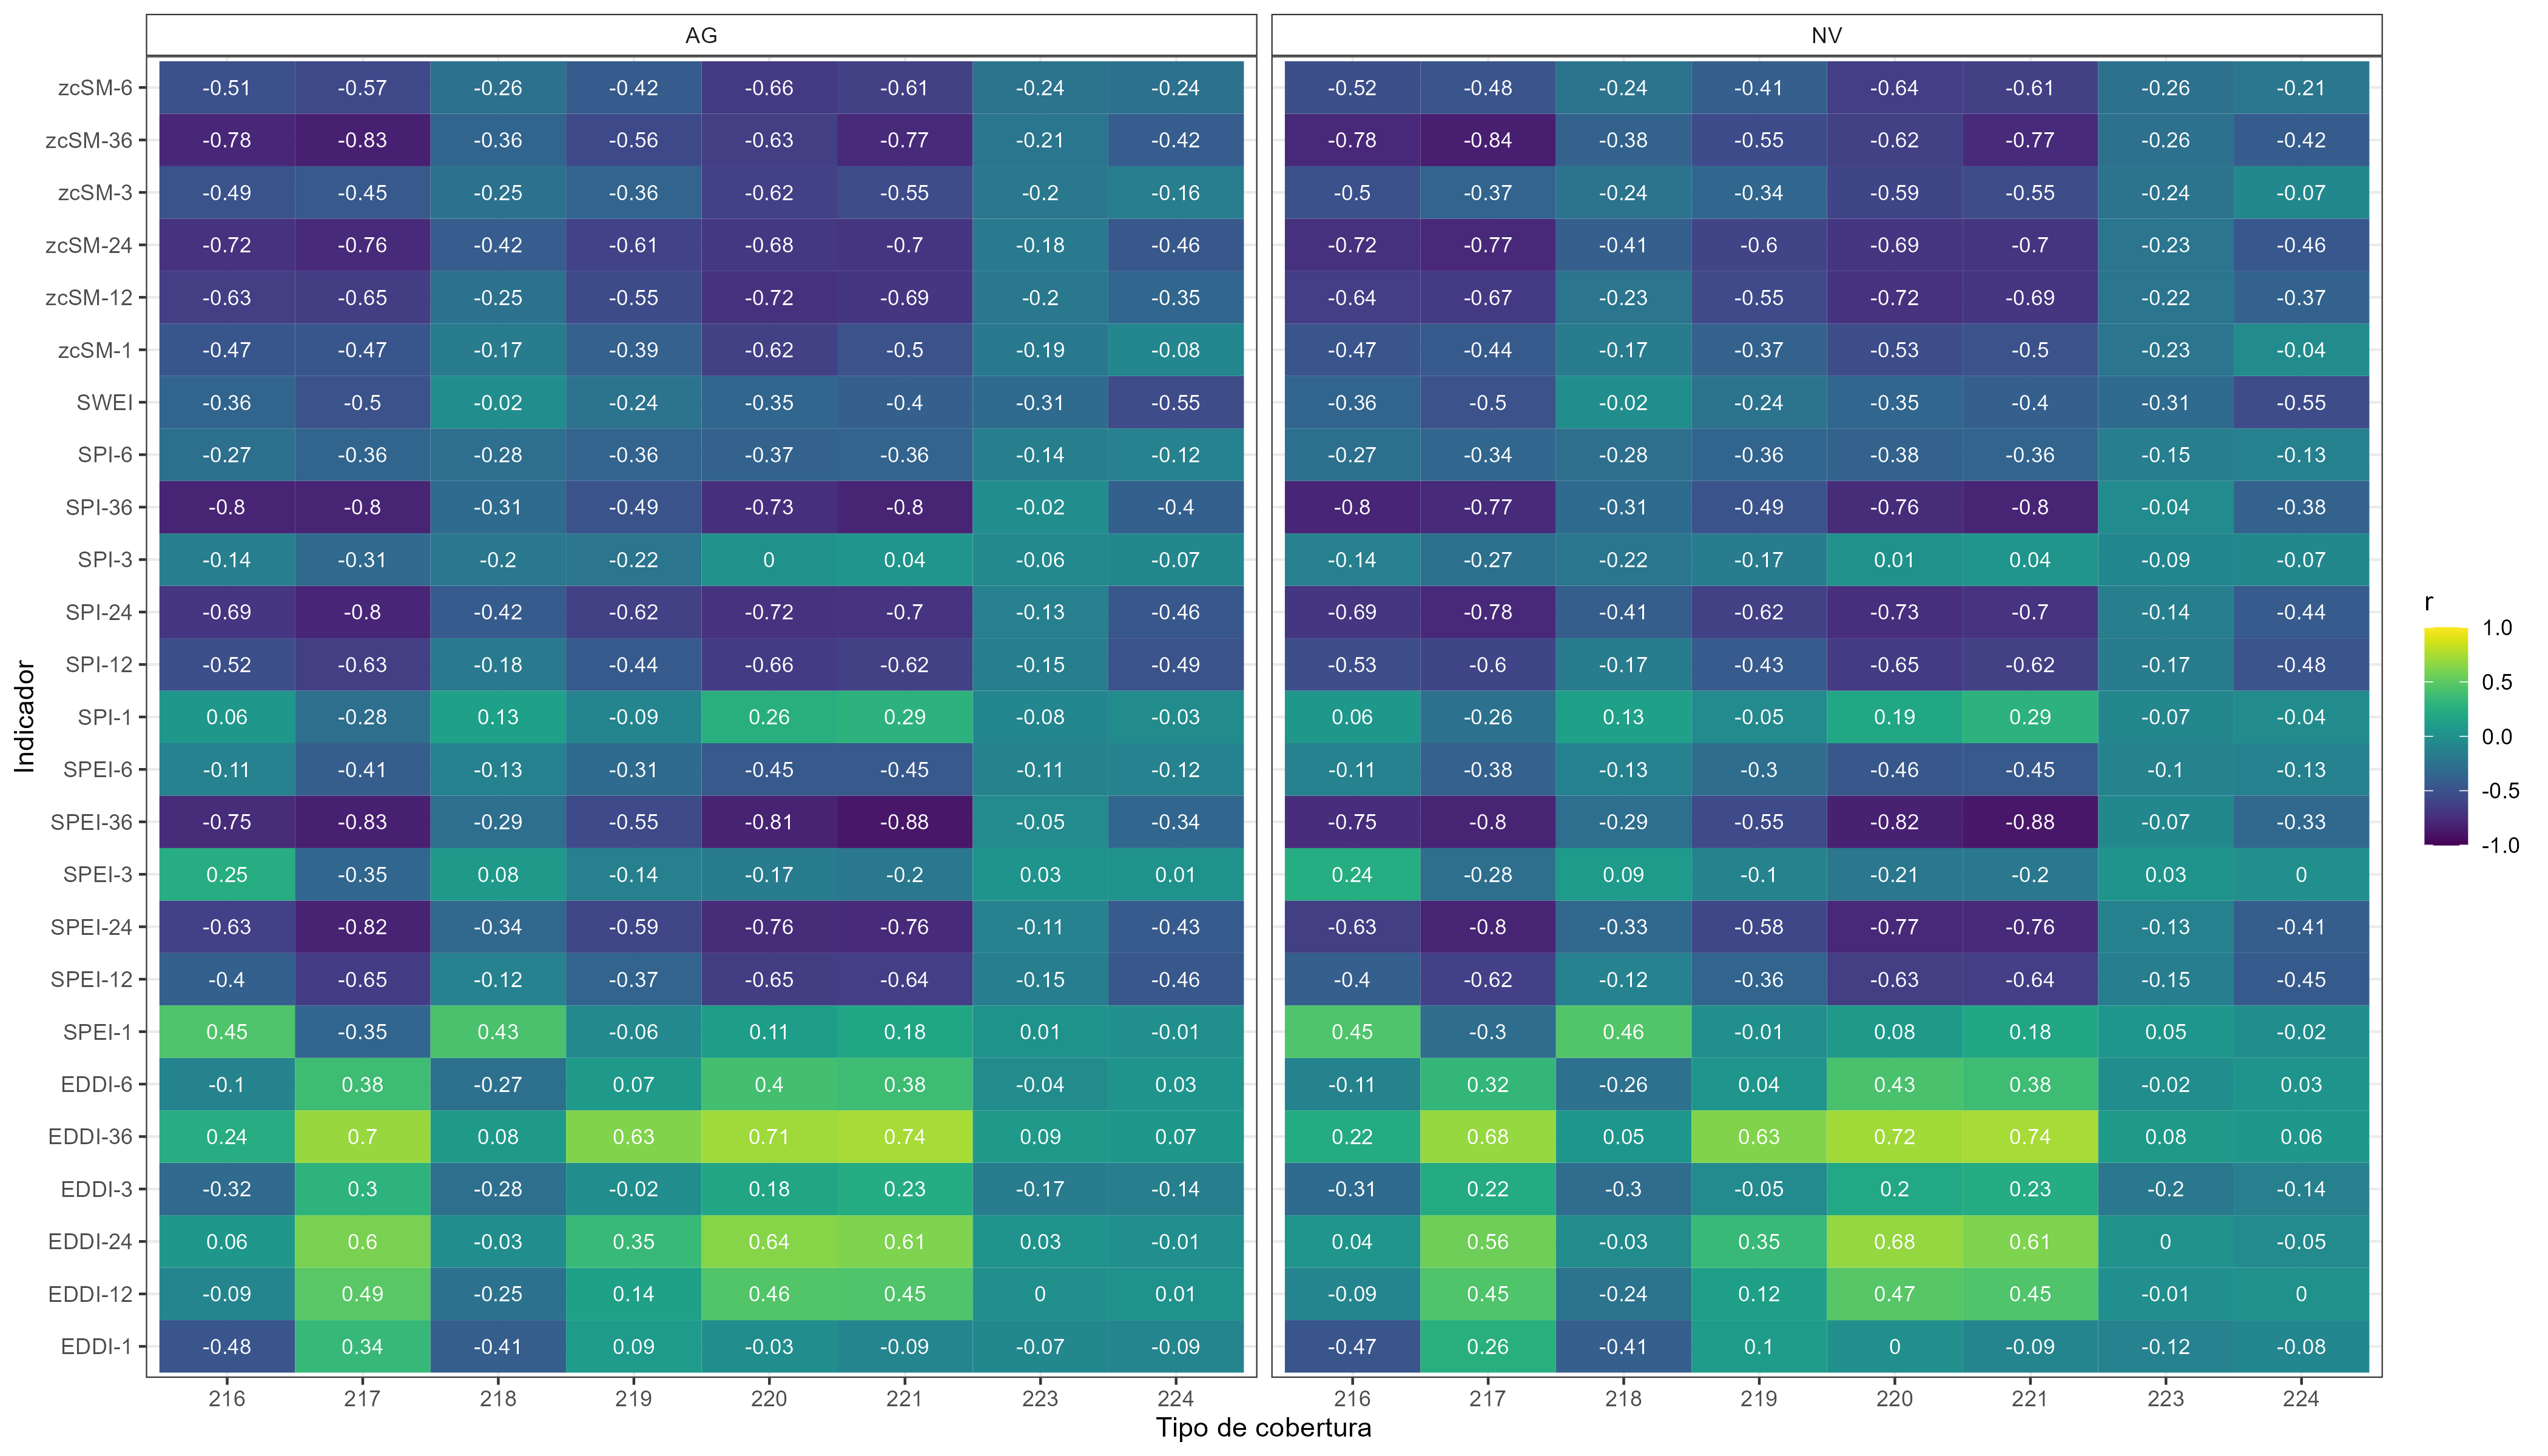 AG NV
zcSM-6 -0.51 -0.57 -0.26 -0.42 -0.66 -0.61 -0.24 -0.24 -0.52 -0.48 -0.24 -0.41 -0.64 -0.61 -0.26 -0.21
zcSM-36 -0.78 -0.83 -0.36 -0.56 -0.63 -0.77 -0.21 -0.42 -0.78 -0.84 -0.38 -0.55 -0.62 -0.77 -0.26 -0.42
zcSM-3 -0.49 -0.45 -0.25 -0.36 -0.62 -0.55 -0.2 -0.16 -0.5 -0.37 -0.24 -0.34 -0.59 -0.55 -0.24 -0.07
zcSM-24 -0.72 -0.76 -0.42 -0.61 -0.68 -0.7 -0.18 -0.46 -0.72 -0.77 -0.41 -0.6 -0.69 -0.7 -0.23 -0.46
zcSM-12 -0.63 -0.65 -0.25 -0.55 -0.72 -0.69 -0.2 -0.35 -0.64 -0.67 -0.23 -0.55 -0.72 -0.69 -0.22 -0.37
zcSM-1 -0.47 -0.47 -0.17 -0.39 -0.62 -0.5 -0.19 -0.08 -0.47 -0.44 -0.17 -0.37 -0.53 -0.5 -0.23 -0.04
SWEI -0.36 -0.5 -0.02 -0.24 -0.35 -0.4 -0.31 -0.55 -0.36 -0.5 -0.02 -0.24 -0.35 -0.4 -0.31 -0.55
SPI-6 -0.27 -0.36 -0.28 -0.36 -0.37 -0.36 -0.14 -0.12 -0.27 -0.34 -0.28 -0.36 -0.38 -0.36 -0.15 -0.13
SPI-36 -0.8 -0.8 -0.31 -0.49 -0.73 -0.8 -0.02 -0.4 -0.8 -0.77 -0.31 -0.49 -0.76 -0.8 -0.04 -0.38
SPI-3 -0.14 -0.31 -0.2 -0.22 0 0.04 -0.06 -0.07 -0.14 -0.27 -0.22 -0.17 0.01 0.04 -0.09 -0.07
SPI-24 -0.69 -0.8 -0.42 -0.62 -0.72 -0.7 -0.13 -0.46 -0.69 -0.78 -0.41 -0.62 -0.73 -0.7 -0.14 -0.44
SPI-12 -0.52 -0.63 -0.18 -0.44 -0.66 -0.62 -0.15 -0.49 -0.53 -0.6 -0.17 -0.43 -0.65 -0.62 -0.17 -0.48
SPI-1 0.06 -0.28 0.13 -0.09 0.26 0.29 -0.08 -0.03 0.06 -0.26 0.13 -0.05 0.19 0.29 -0.07 -0.04
SPEI-6 -0.11 -0.41 -0.13 -0.31 -0.45 -0.45 -0.11 -0.12 -0.11 -0.38 -0.13 -0.3 -0.46 -0.45 -0.1 -0.13
SPEI-36 -0.75 -0.83 -0.29 -0.55 -0.81 -0.88 -0.05 -0.34 -0.75 -0.8 -0.29 -0.55 -0.82 -0.88 -0.07 -0.33
SPEI-3 0.25 -0.35 0.08 -0.14 -0.17 -0.2 0.03 0.01 0.24 -0.28 0.09 -0.1 -0.21 -0.2 0.03 0
SPEI-24 -0.63 -0.82 -0.34 -0.59 -0.76 -0.76 -0.11 -0.43 -0.63 -0.8 -0.33 -0.58 -0.77 -0.76 -0.13 -0.41
SPEI-12 -0.4 -0.65 -0.12 -0.37 -0.65 -0.64 -0.15 -0.46 -0.4 -0.62 -0.12 -0.36 -0.63 -0.64 -0.15 -0.45
SPEI-1 0.45 -0.35 0.43 -0.06 0.11 0.18 0.01 -0.01 0.45 -0.3 0.46 -0.01 0.08 0.18 0.05 -0.02
EDDI-6 -0.1 0.38 -0.27 0.07 0.4 0.38 -0.04 0.03 -0.11 0.32 -0.26 0.04 0.43 0.38 -0.02 0.03
EDDI-36 0.24 0.7 0.08 0.63 0.71 0.74 0.09 0.07 0.22 0.68 0.05 0.63 0.72 0.74 0.08 0.06
EDDI-3 -0.32 0.3 -0.28 -0.02 0.18 0.23 -0.17 -0.14 -0.31 0.22 -0.3 -0.05 0.2 0.23 -0.2 -0.14
EDDI-24 0.06 0.6 -0.03 0.35 0.64 0.61 0.03 -0.01 0.04 0.56 -0.03 0.35 0.68 0.61 0 -0.05
EDDI-12 -0.09 0.49 -0.25 0.14 0.46 0.45 0 0.01 -0.09 0.45 -0.24 0.12 0.47 0.45 -0.01 0
EDDI-1 -0.48 0.34 -0.41 0.09 -0.03 -0.09 -0.07 -0.09 -0.47 0.26 -0.41 0.1 0 -0.09 -0.12 -0.08
216 217 218 219 220 221 223 224 216 217 218 219 220 221 223 224
Tipo de cobertura
Indicador
r
1.0
0.5
0.0
-0.5
-1.0